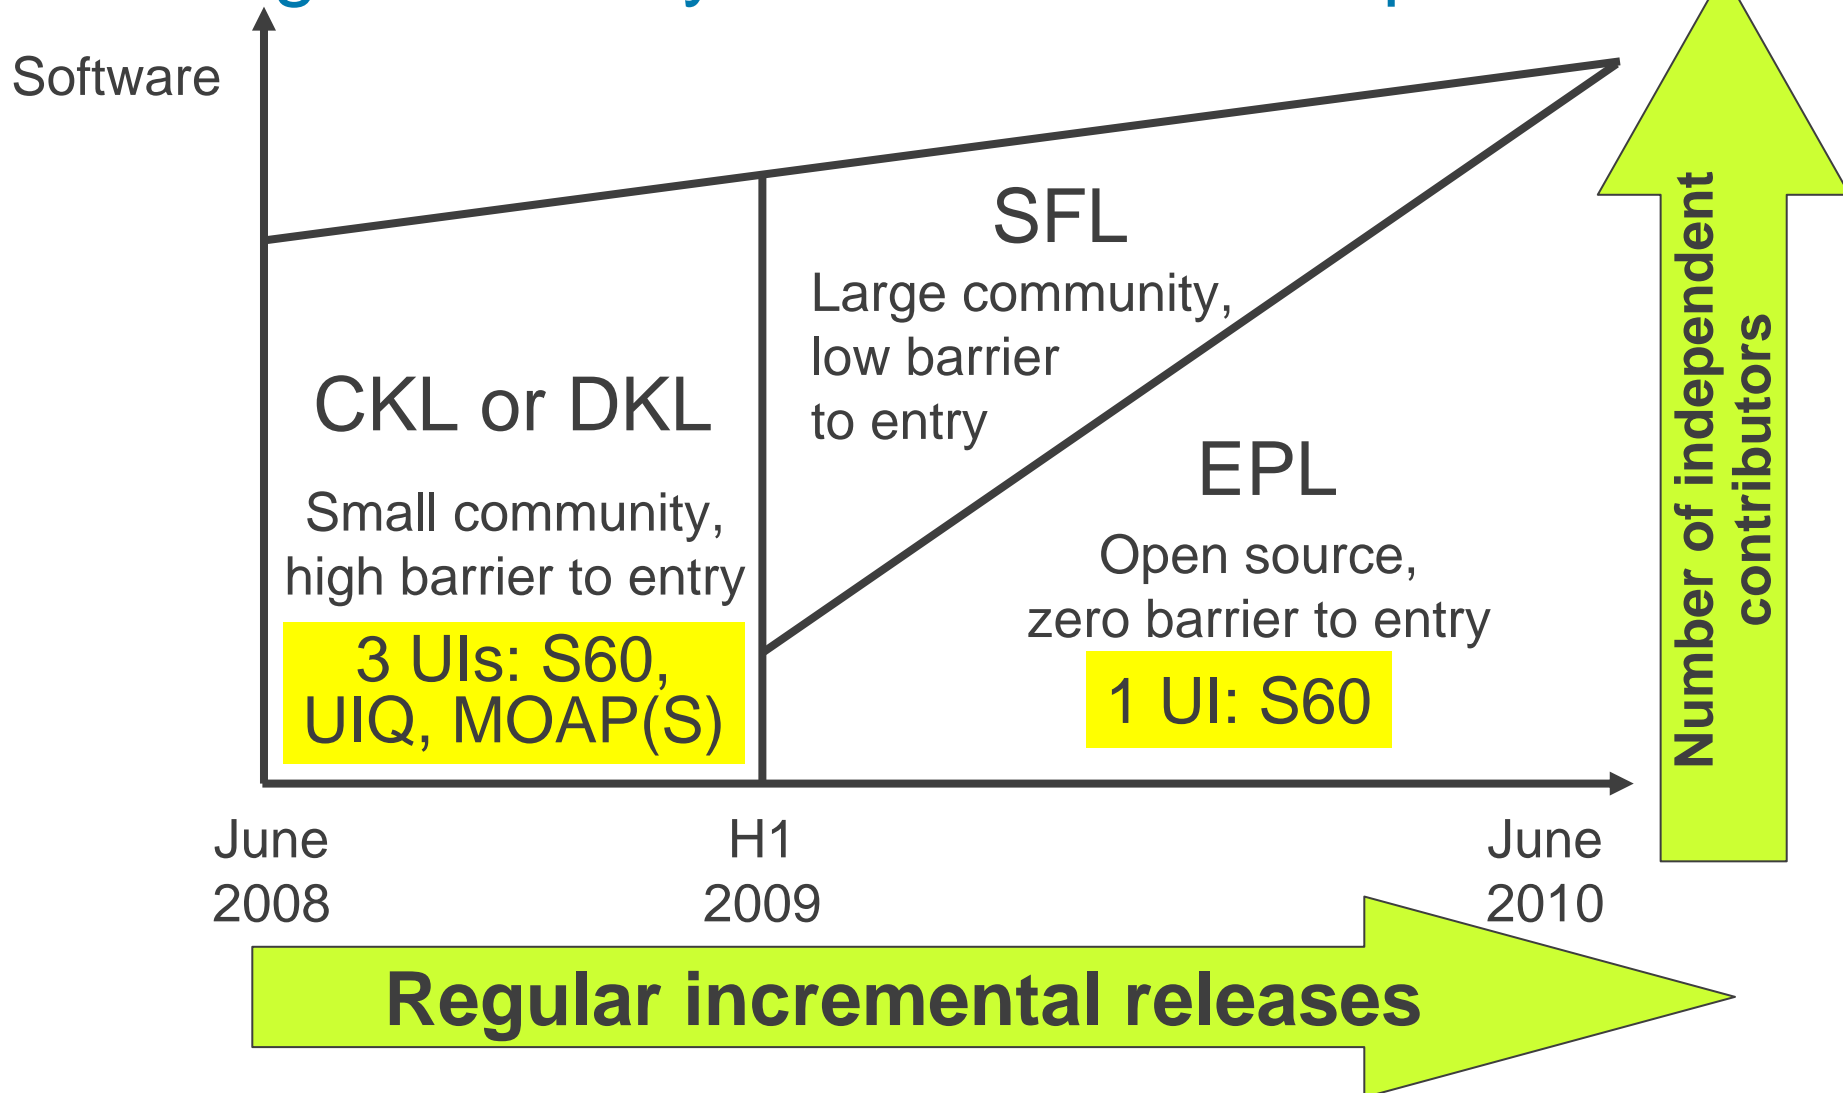 Software
SFL
Large community,
low barrier
to entry
CKL or DKL
Small community,
high barrier to entry
3 UIs: S60,
UIQ, MOAP(S)
EPL
Open source,
zero barrier to entry
1 UI: S60
Number of independent
contributors
June
2008
H1
2009
June
2010
Regular incremental releases